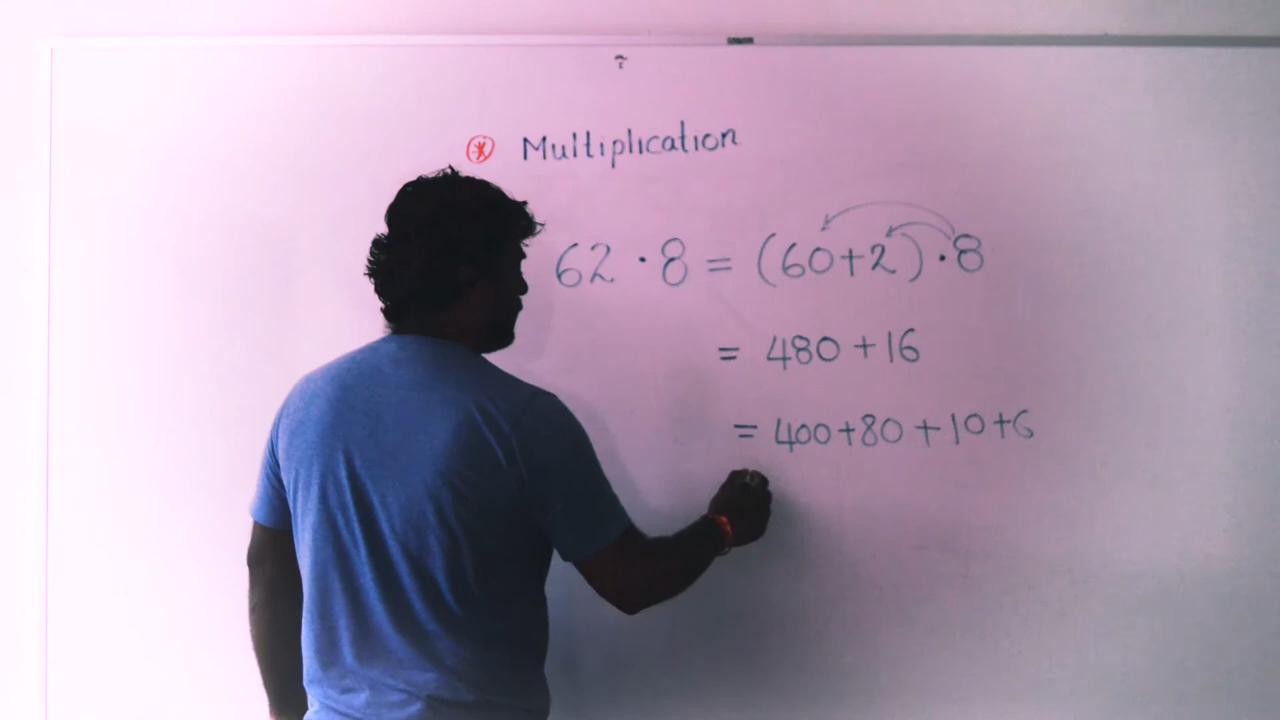 Multiplication
62 · 8 = (60+2) · 8
= 480 + 16
= 400+80+10+6